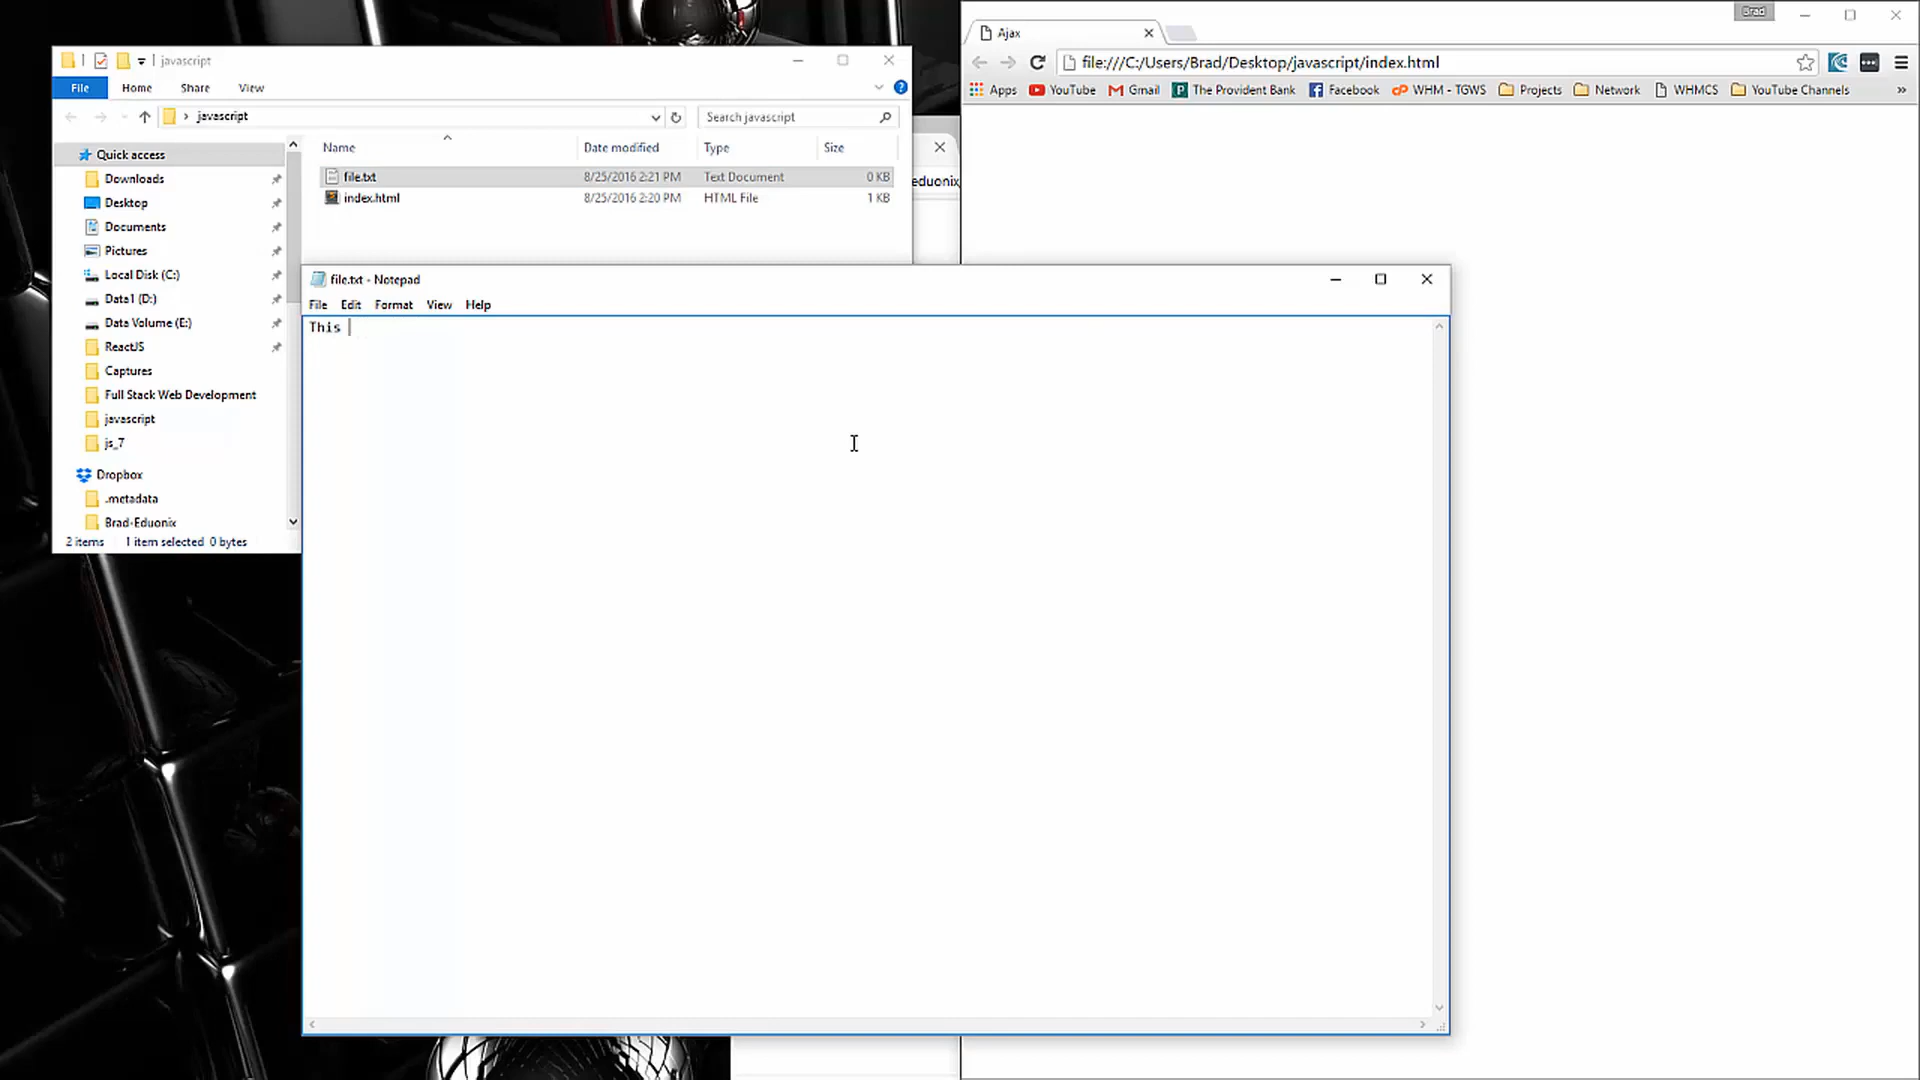 javascript
File
Home
Share
View
javascript
Search javascript
Name
Date modified
Type
Size
Quick access
Downloads
Desktop
Documents
Pictures
Local Disk (C:)
Data1 (D:)
Data Volume (E:)
ReactJS
Captures
Full Stack Web Development
javascript
js_7
Dropbox
.metadata
Brad-Eduonix
2 items 1 item selected 0 bytes
file.txt 8/25/2016 2:21 PM Text Document 0 KB
index.html 8/25/2016 2:20 PM HTML File 1 KB
eduonix
file.txt - Notepad
File Edit Format View Help
This
Brad
Ajax
file:///C:/Users/Brad/Desktop/javascript/index.html
Apps YouTube Gmail The Provident Bank Facebook WHM - TGWS Projects Network WHMCS YouTube Channels »